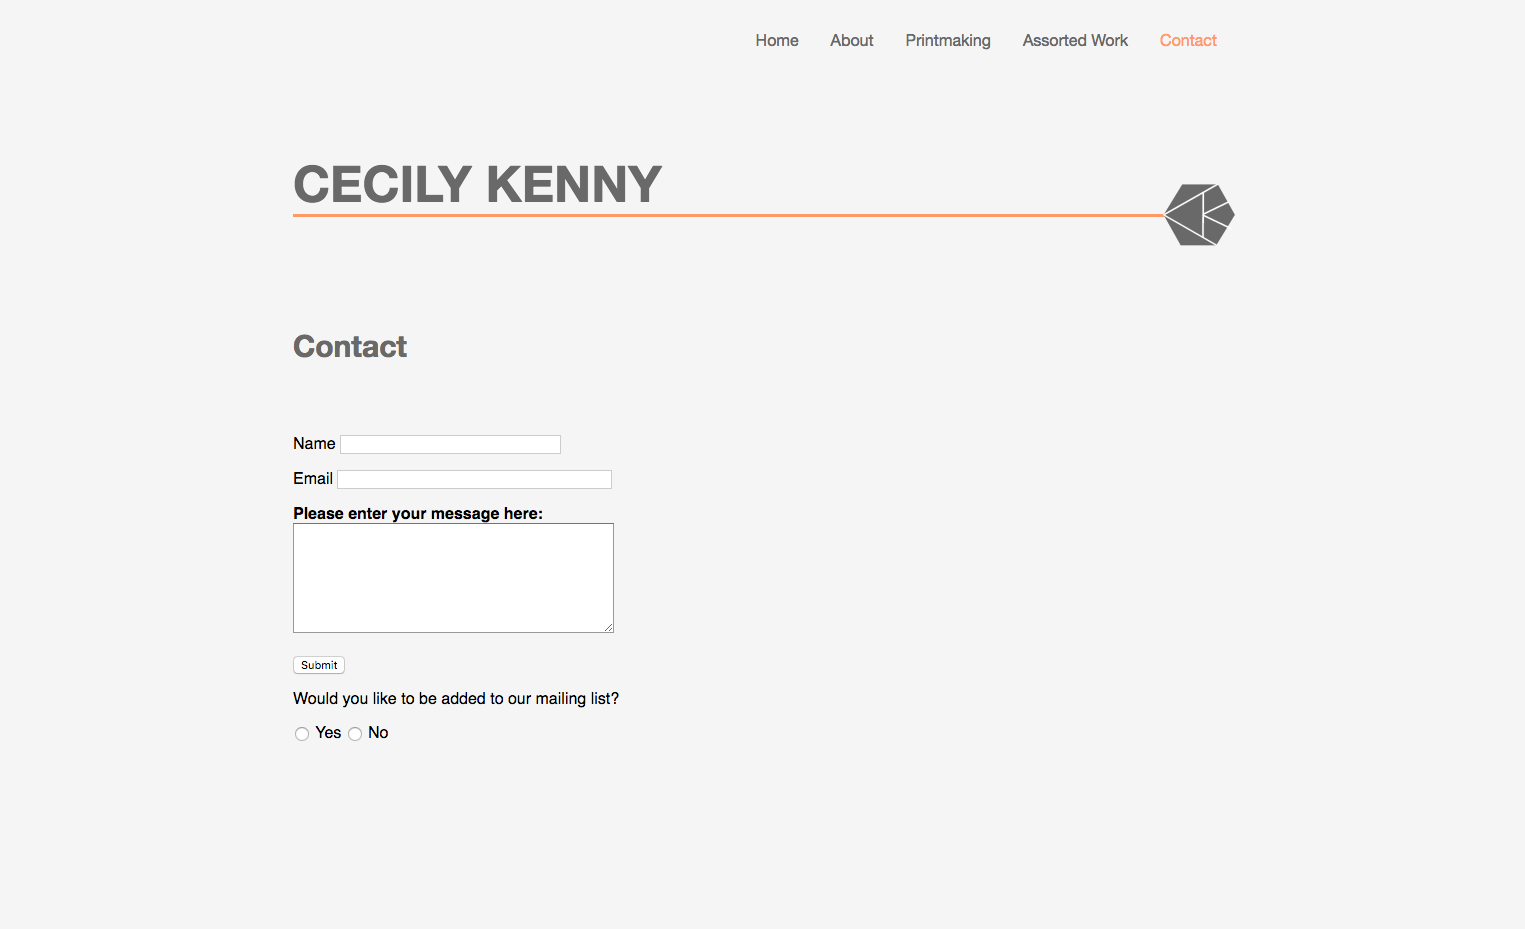 Home About Printmaking Assorted Work Contact
CECILY KENNY
Contact
Name
Email
Please enter your message here:
Submit
Would you like to be added to our mailing list?
Yes No